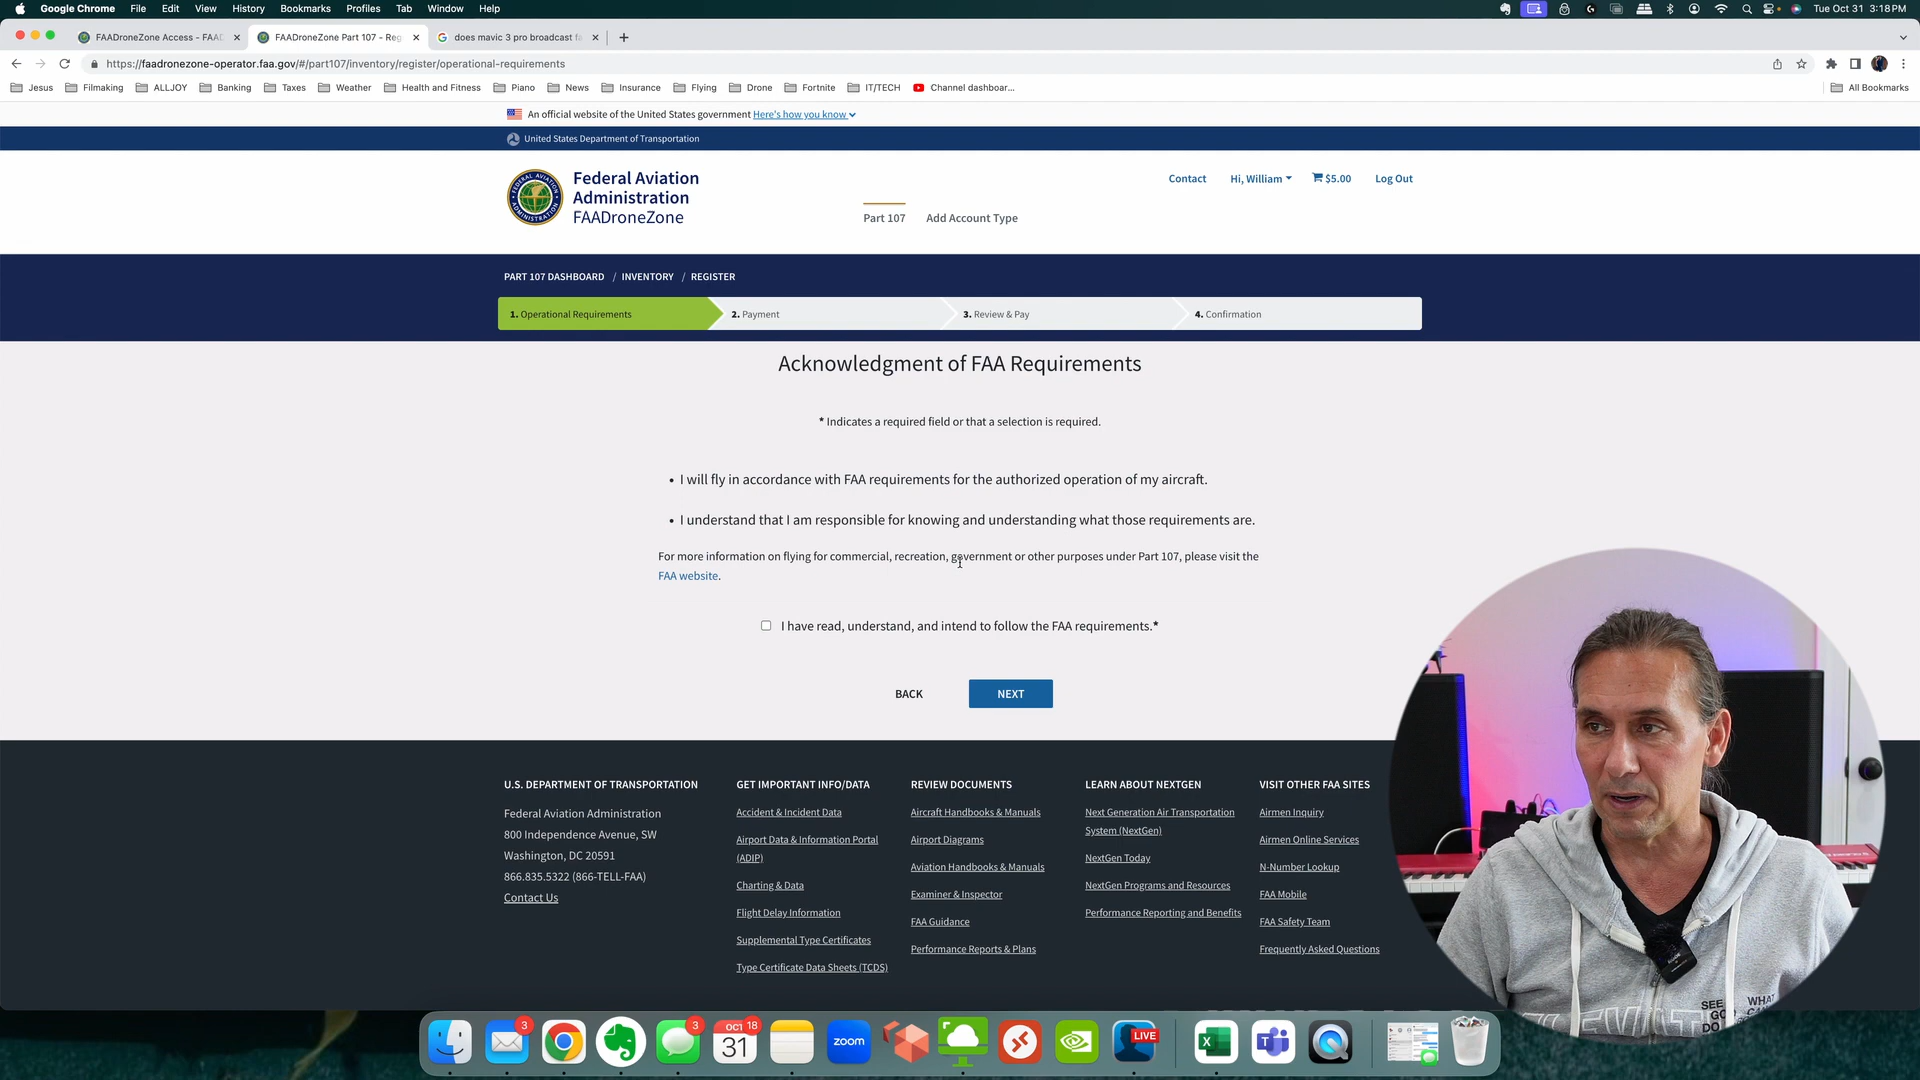 Google Chrome File Edit View History Bookmarks Profiles Tab Window Help Tue Oct 31 3:18 PM
FAADroneZone Access - FAAD FAADroneZone Part 107 - Reg does mavic 3 pro broadcast fa
https://faadronezone-operator.faa.gov/#/part107/inventory/register/operational-requirements
Jesus Filmaking ALLJOY Banking Taxes Weather Health and Fitness Piano News Insurance Flying Drone Fortnite IT/TECH Channel dashboar... All Bookmarks
An official website of the United States government Here's how you know
United States Department of Transportation
Federal Aviation
Administration
FAADroneZone
Contact Hi, William $5.00 Log Out
Part 107 Add Account Type
PART 107 DASHBOARD / INVENTORY / REGISTER
1. Operational Requirements 2. Payment 3. Review & Pay 4. Confirmation
Acknowledgment of FAA Requirements
* Indicates a required field or that a selection is required.
• I will fly in accordance with FAA requirements for the authorized operation of my aircraft.
• I understand that I am responsible for knowing and understanding what those requirements are.
For more information on flying for commercial, recreation, government or other purposes under Part 107, please visit the
FAA website.
I have read, understand, and intend to follow the FAA requirements.*
BACK NEXT
U.S. DEPARTMENT OF TRANSPORTATION
Federal Aviation Administration
800 Independence Avenue, SW
Washington, DC 20591
866.835.5322 (866-TELL-FAA)
Contact Us
GET IMPORTANT INFO/DATA
Accident & Incident Data
Airport Data & Information Portal
(ADIP)
Charting & Data
Flight Delay Information
Supplemental Type Certificates
Type Certificate Data Sheets (TCDS)
REVIEW DOCUMENTS
Aircraft Handbooks & Manuals
Airport Diagrams
Aviation Handbooks & Manuals
Examiner & Inspector
FAA Guidance
Performance Reports & Plans
LEARN ABOUT NEXTGEN
Next Generation Air Transportation
System (NextGen)
NextGen Today
NextGen Programs and Resources
Performance Reporting and Benefits
VISIT OTHER FAA SITES
Airmen Inquiry
Airmen Online Services
N-Number Lookup
FAA Mobile
FAA Safety Team
Frequently Asked Questions
3 3 OCT 18
31 zoom LIVE
SEE WHA
GO
DO